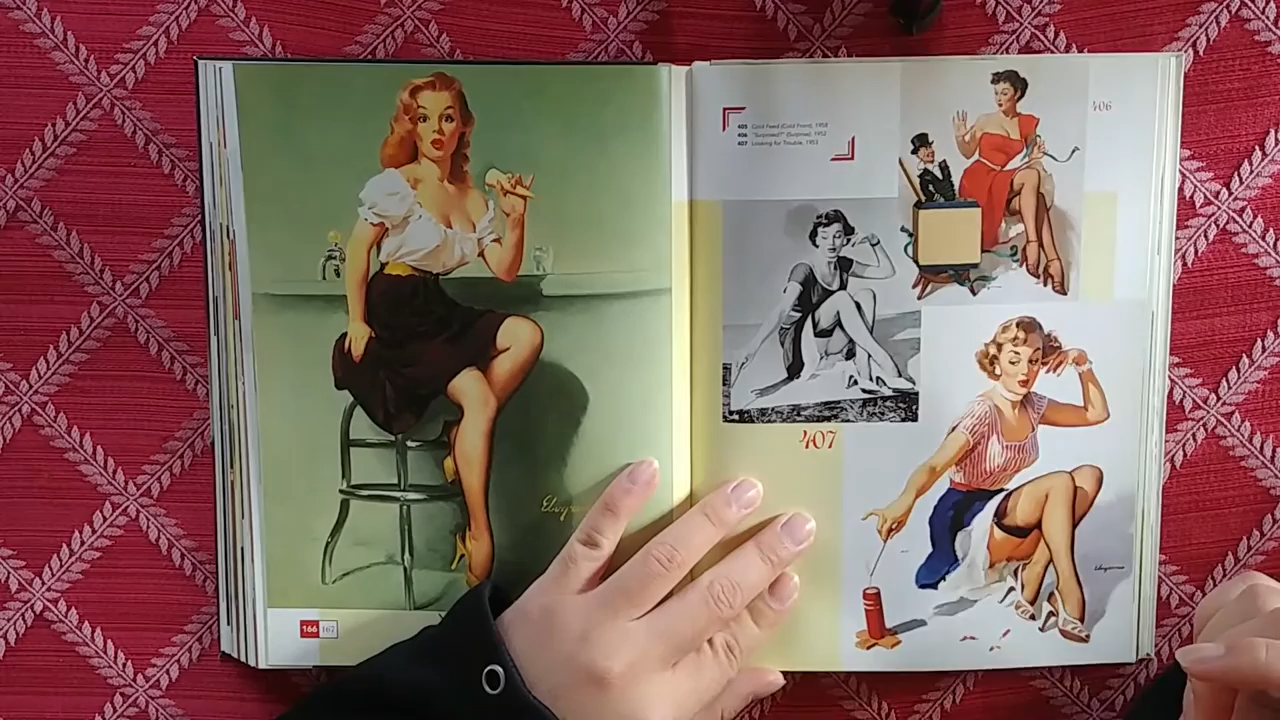 405 Cold Feed (Cold Front), 1958
406 "Surprised?" (Surprise), 1952
407 Looking for Trouble, 1953
406
407
Elvgren
166 167